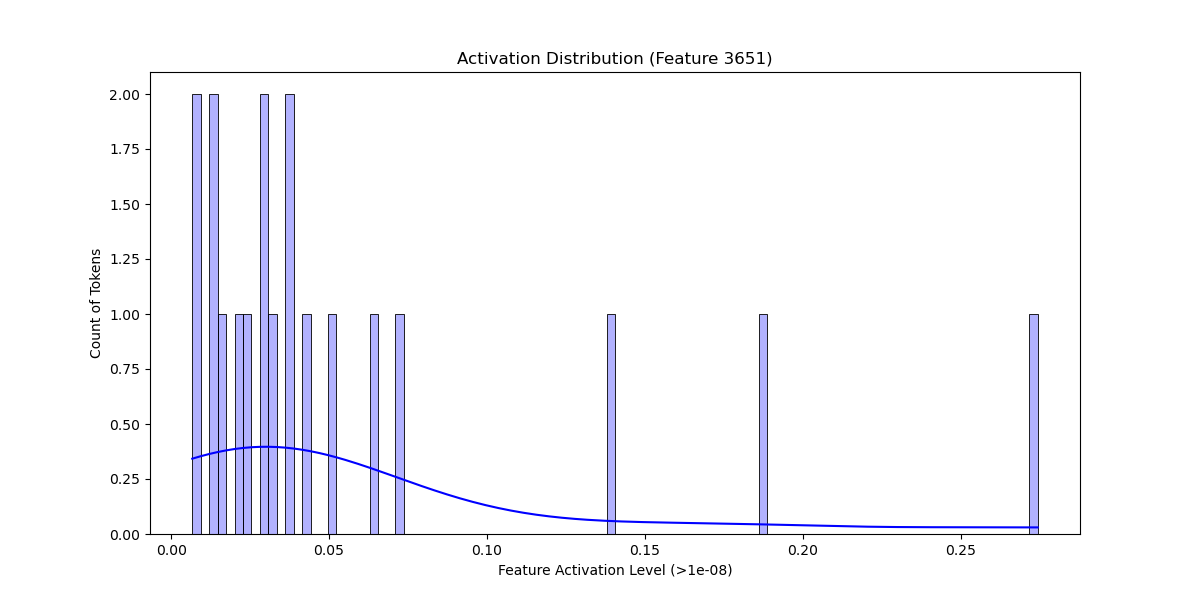 Activation Distribution (Feature 3651)
2.00
1.75
1.50
1.25
1.00
0.75
0.50
0.25
0.00
Count of Tokens
0.00 0.05 0.10 0.15 0.20 0.25
Feature Activation Level (>1e-08)